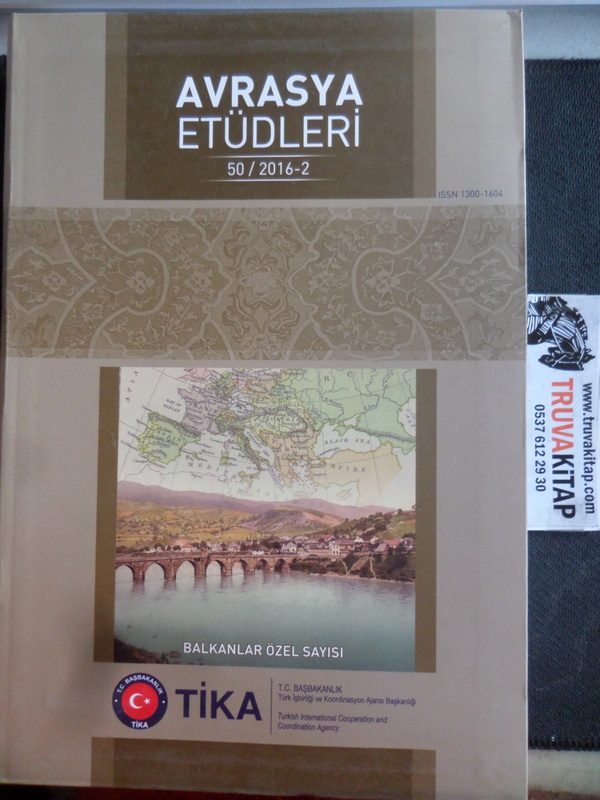 AVRASYA
ETÜDLERİ
50 / 2016-2
ISSN 1300-1604
BLACK SEA
EMPIRE
BALKANLAR ÖZEL SAYISI
T.C. BAŞBAKANLIK
TİKA
TİKA
T.C. BAŞBAKANLIK
Türk İşbirliği ve Koordinasyon Ajansı Başkanlığı
Turkish International Cooperation and
Coordination Agency
www.truvakitap.com
TRUVAKİTAP
0537 612 29 30